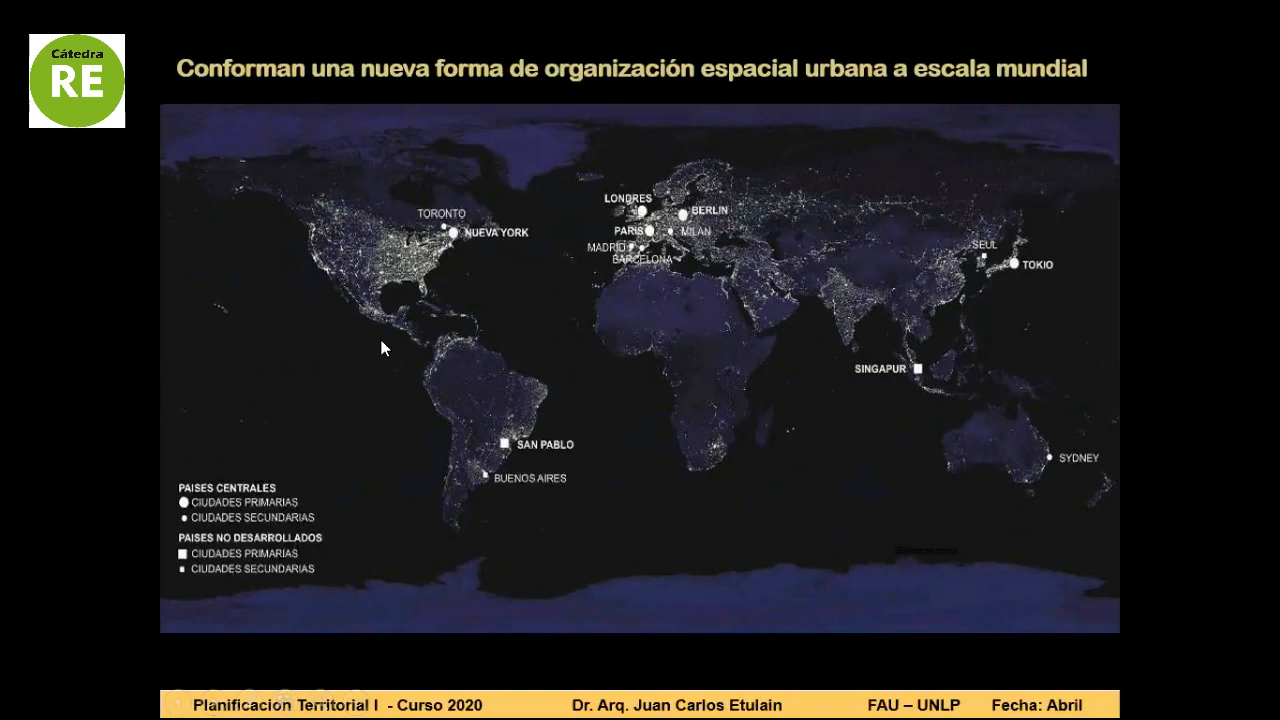 Cátedra
RE
Conforman una nueva forma de organización espacial urbana a escala mundial
TORONTO
NUEVA YORK
LONDRES
BERLIN
PARIS
MILAN
MADRID
BARCELONA
SEUL
TOKIO
SINGAPUR
SAN PABLO
BUENOS AIRES
SYDNEY
PAISES CENTRALES
CIUDADES PRIMARIAS
CIUDADES SECUNDARIAS
PAISES NO DESARROLLADOS
CIUDADES PRIMARIAS
CIUDADES SECUNDARIAS
Planificación Territorial I - Curso 2020 Dr. Arq. Juan Carlos Etulain FAU – UNLP Fecha: Abril